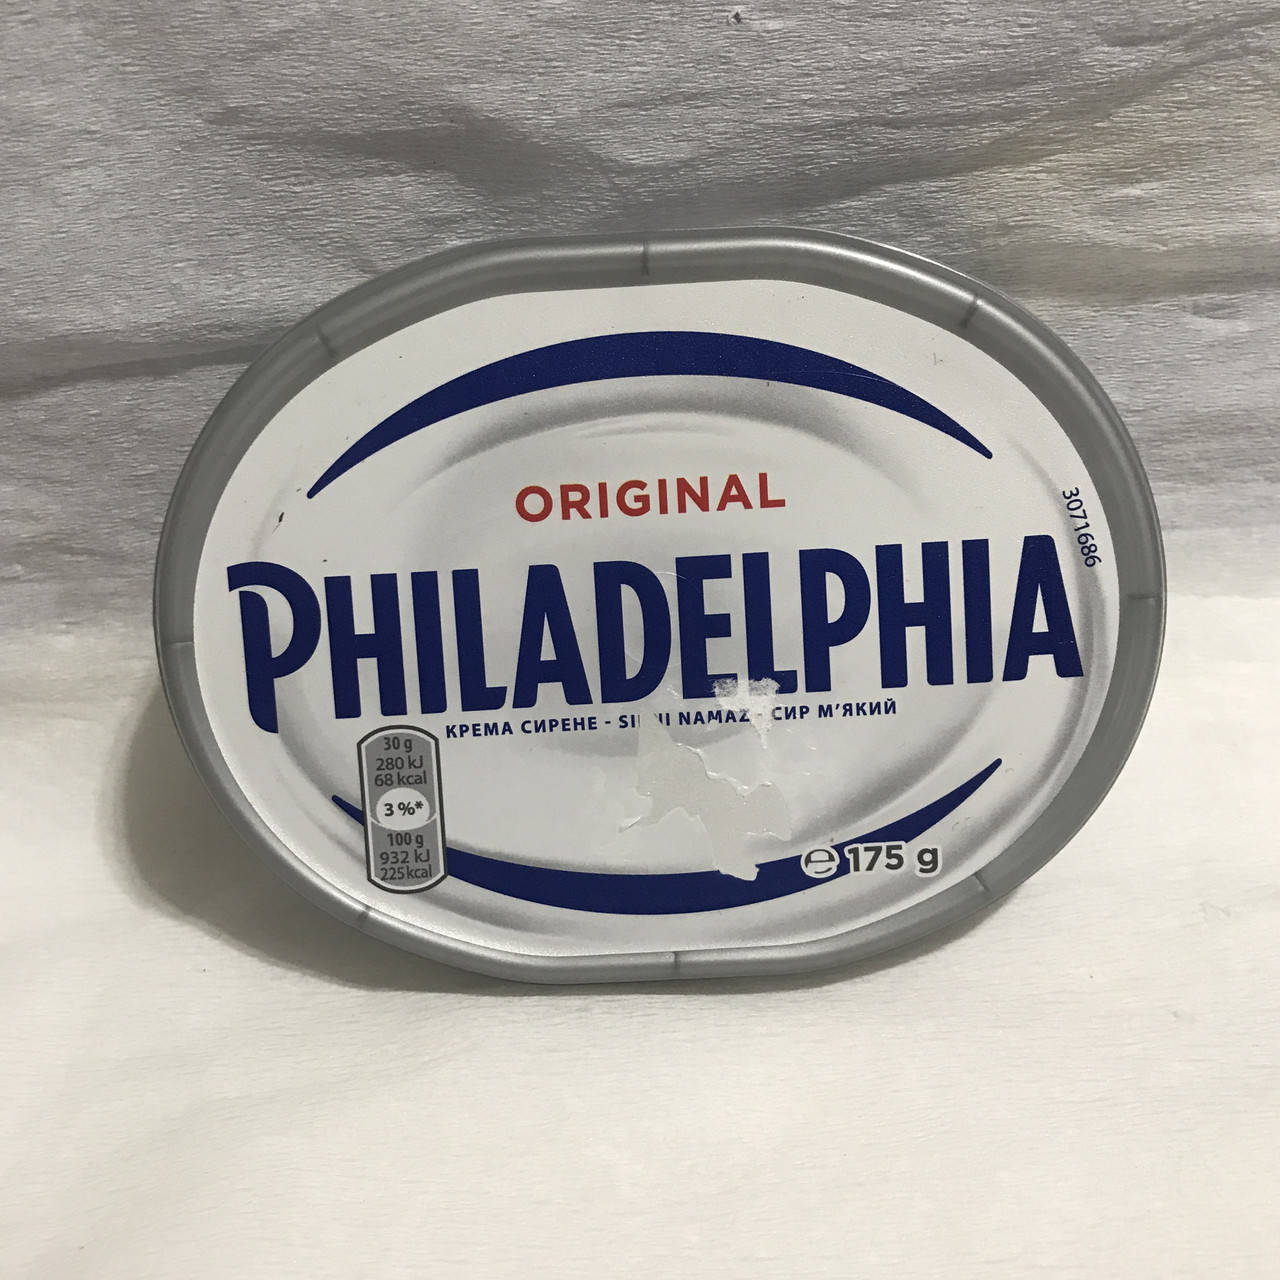 ORIGINAL
3071686
PHILADELPHIA
КРЕМА СИРЕНЕ - NAMAZ - СИР М'ЯКИЙ
30 g
280 kJ
68 kcal
3 %*
100 g
932 kJ
225 kcal
℮ 175 g